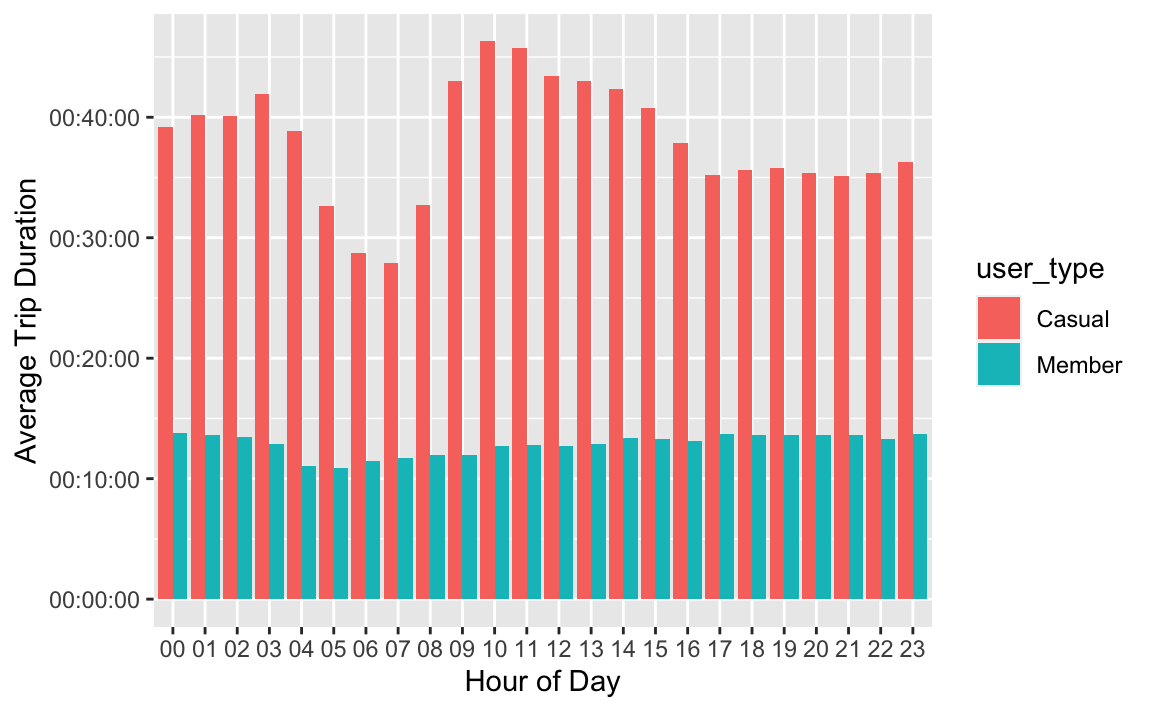 Average Trip Duration
00:40:00
00:30:00
00:20:00
00:10:00
00:00:00
00 01 02 03 04 05 06 07 08 09 10 11 12 13 14 15 16 17 18 19 20 21 22 23
Hour of Day
user_type
Casual
Member